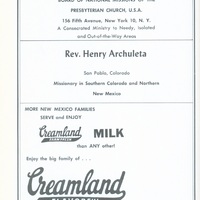 BOARD OF NATIONAL MISSIONS OF THE
PRESBYTERIAN CHURCH, U.S.A.
156 Fifth Avenue, New York 10, N. Y.
A Consecrated Ministry to Needy, Isolated
and Out-of-the-Way Areas
Rev. Henry Archuleta
San Pablo, Colorado
Missionary in Southern Colorado and Northern
New Mexico
MORE NEW MEXICO FAMILIES
SERVE and ENJOY
Creamland MILK
than ANY other!
Enjoy the big family of . . .
Creamland